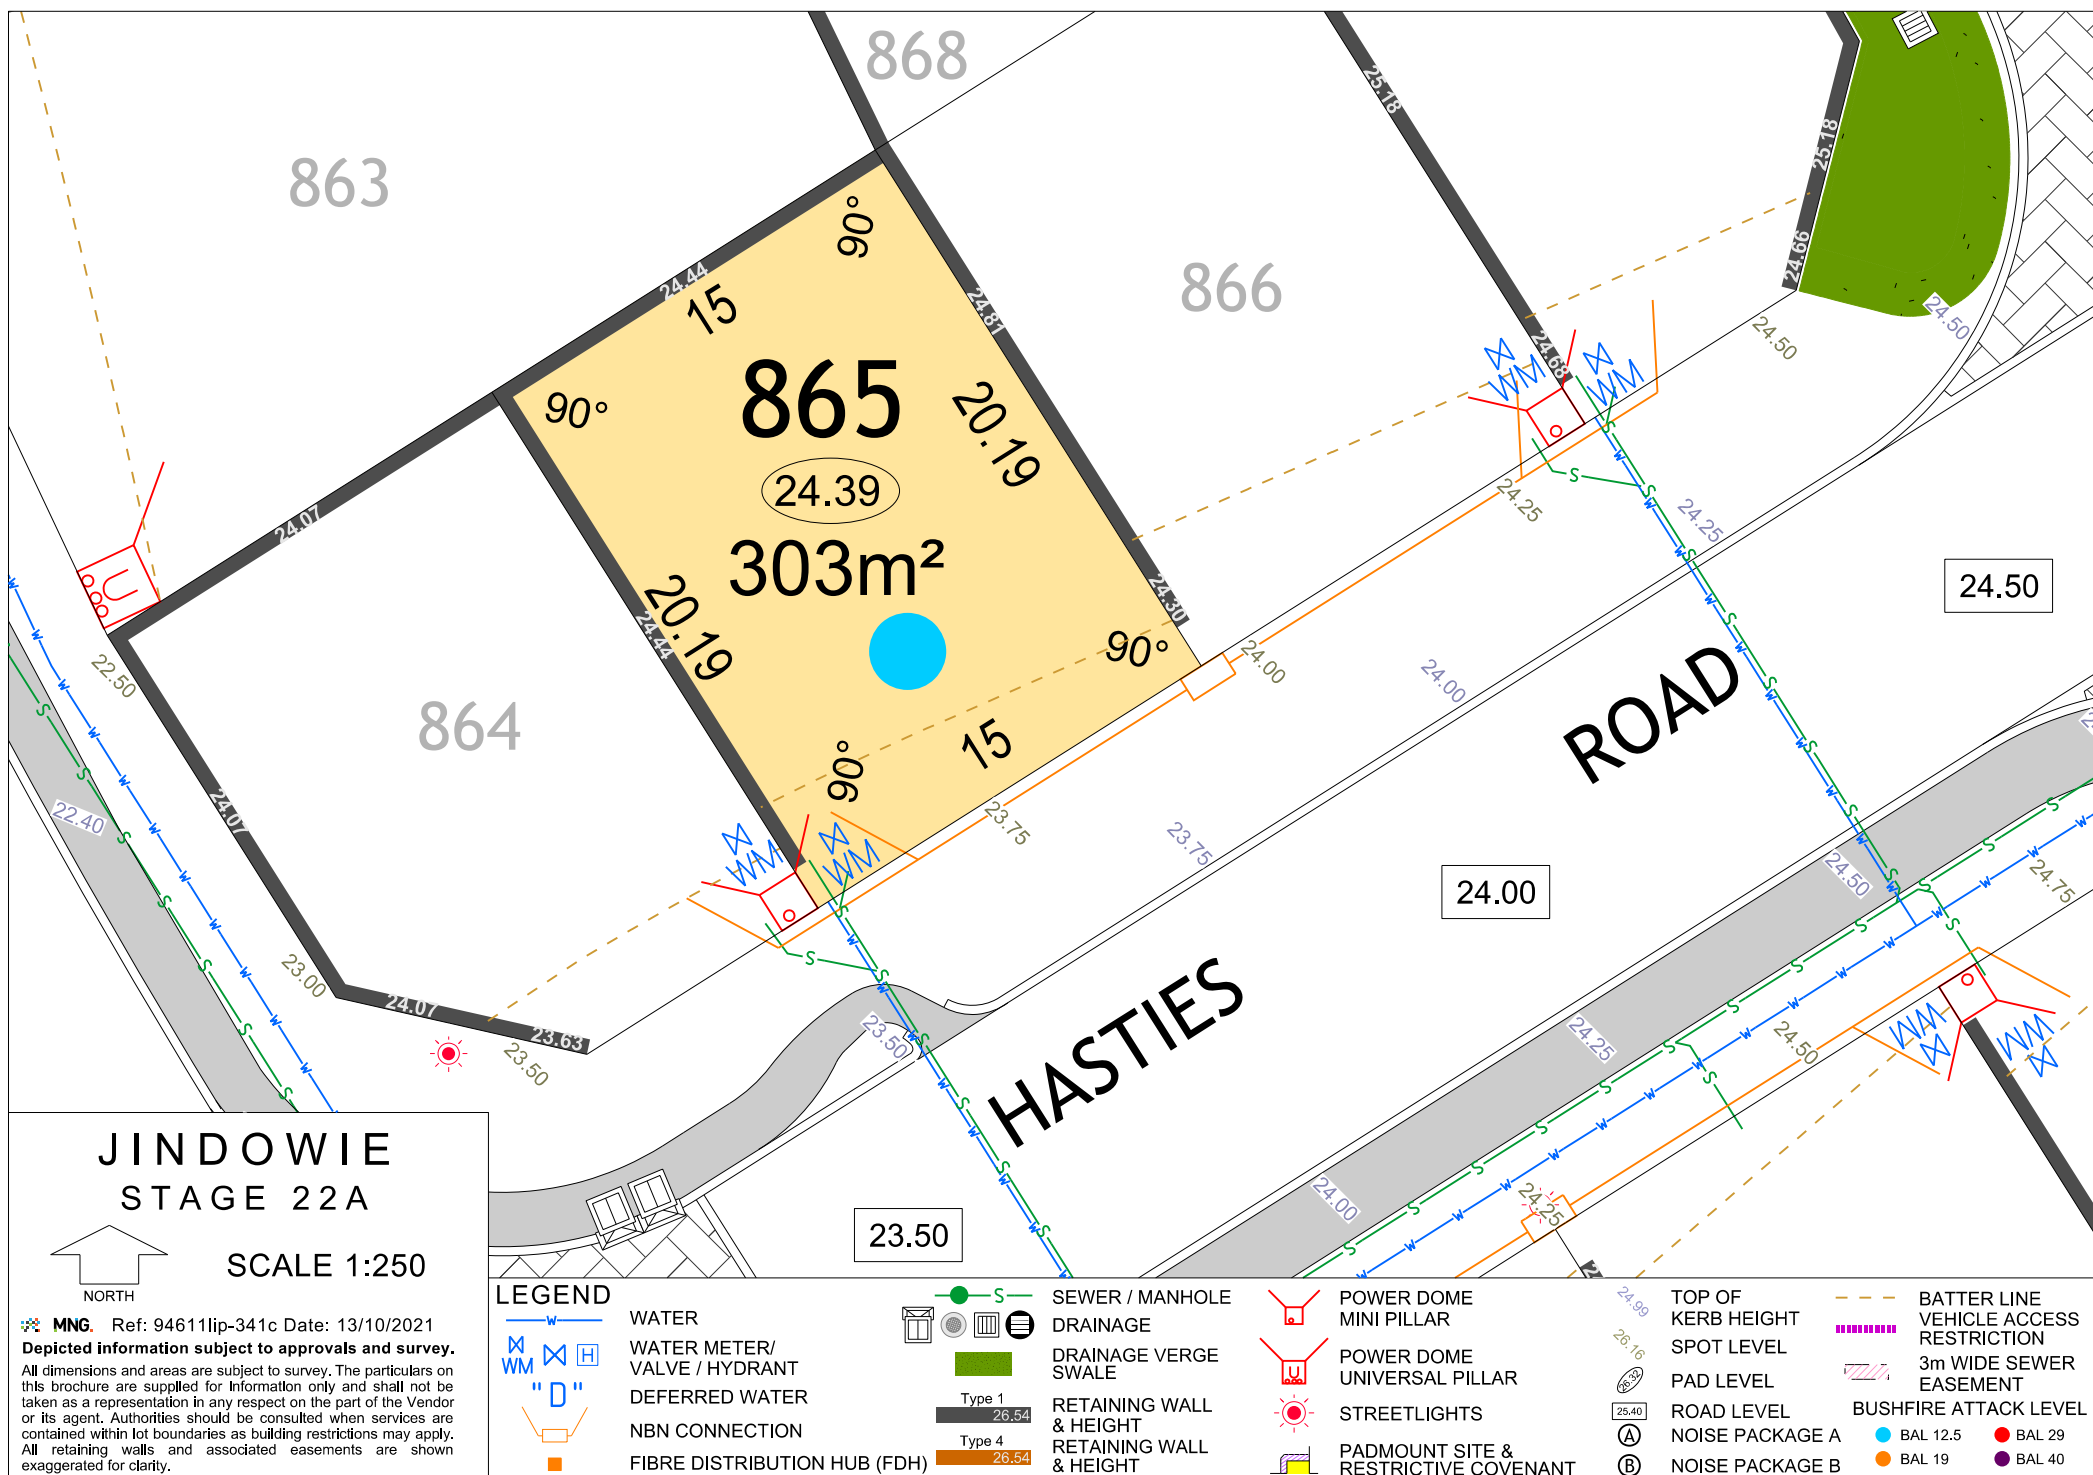 868
863
25.18
25.18
24.66
24.50
24.50
866
24.44
15
90°
24.81
865
90°
20.19
24.39
303m²
20.19
24.44
24.30
90°
90°
15
24.68
WM
WM
24.25
24.25
24.00
24.00
24.07
22.50
22.40
864
24.07
23.00
24.07
23.63
23.50
WM
WM
23.75
23.75
23.50
HASTIES ROAD
24.50
24.00
23.50
24.50
24.75
24.25
24.50
24.00
24.25
WM
WM
JINDOWIE
STAGE 22A
SCALE 1:250
NORTH
MNG. Ref: 94611lip-341c Date: 13/10/2021
Depicted information subject to approvals and survey.
All dimensions and areas are subject to survey. The particulars on
this brochure are supplied for information only and shall not be
taken as a representation in any respect on the part of the Vendor
or its agent. Authorities should be consulted when services are
contained within lot boundaries as building restrictions may apply.
All retaining walls and associated easements are shown
exaggerated for clarity.
LEGEND
W WATER
WM H WATER METER/
VALVE / HYDRANT
"D" DEFERRED WATER
NBN CONNECTION
FIBRE DISTRIBUTION HUB (FDH)
S SEWER / MANHOLE
DRAINAGE
DRAINAGE VERGE
SWALE
Type 1
26.54
RETAINING WALL
& HEIGHT
Type 4
26.54
RETAINING WALL
& HEIGHT
POWER DOME
MINI PILLAR
U POWER DOME
UNIVERSAL PILLAR
STREETLIGHTS
PADMOUNT SITE &
RESTRICTIVE COVENANT
24.99 TOP OF
KERB HEIGHT
26.16 SPOT LEVEL
26.32 PAD LEVEL
25.40 ROAD LEVEL
A NOISE PACKAGE A
B NOISE PACKAGE B
BATTER LINE
VEHICLE ACCESS
RESTRICTION
3m WIDE SEWER
EASEMENT
BUSHFIRE ATTACK LEVEL
BAL 12.5
BAL 29
BAL 19
BAL 40